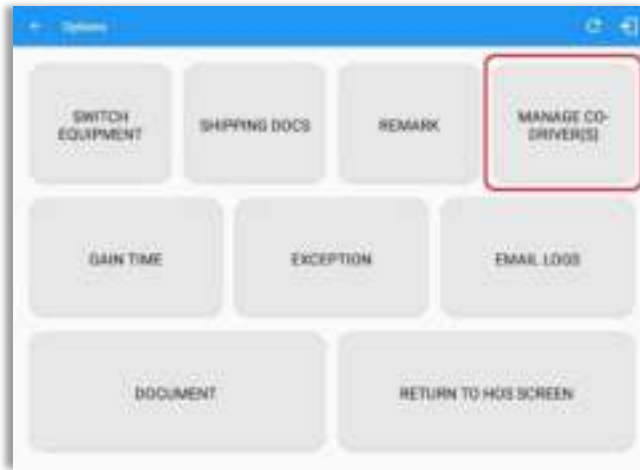 Options
SWITCH
EQUIPMENT
SHIPPING DOCS
REMARK
MANAGE CO-
DRIVER(S)
GAIN TIME
EXCEPTION
EMAIL LOGS
DOCUMENT
RETURN TO HOS SCREEN